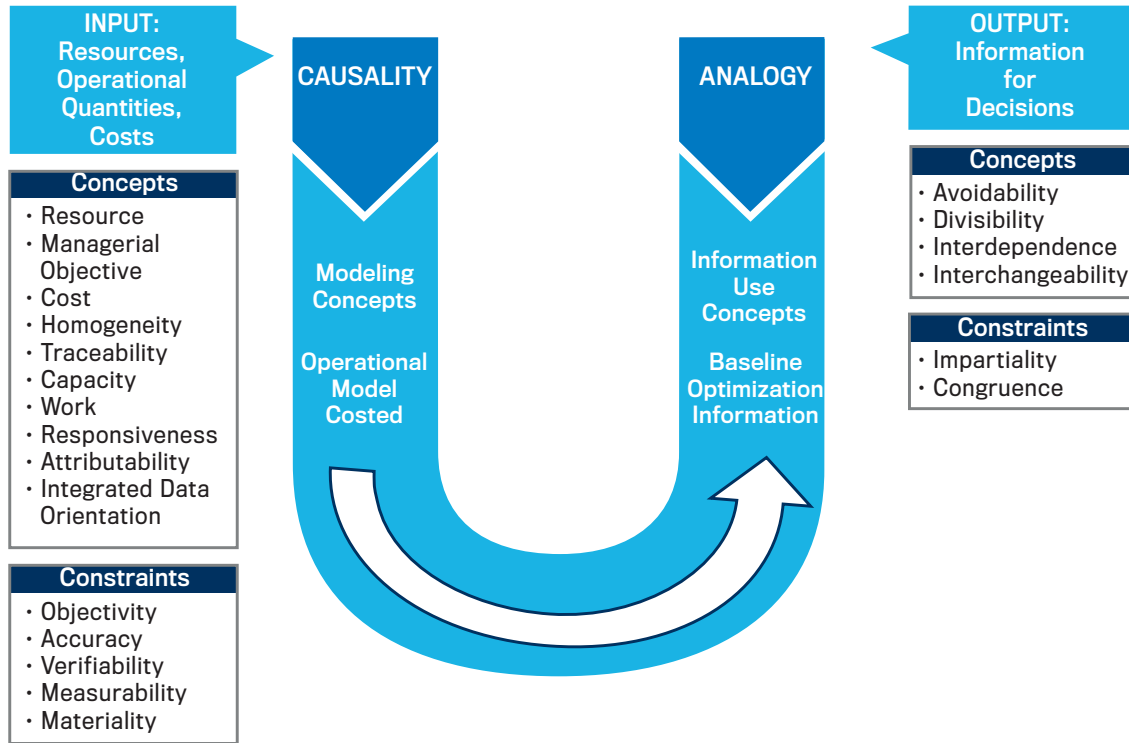 INPUT:
Resources,
Operational
Quantities,
Costs
Concepts
· Resource
· Managerial
Objective
· Cost
· Homogeneity
· Traceability
· Capacity
· Work
· Responsiveness
· Attributability
· Integrated Data
Orientation
Constraints
· Objectivity
· Accuracy
· Verifiability
· Measurability
· Materiality
CAUSALITY
Modeling
Concepts
Operational
Model
Costed
ANALOGY
Information
Use
Concepts
Baseline
Optimization
Information
OUTPUT:
Information
for
Decisions
Concepts
· Avoidability
· Divisibility
· Interdependence
· Interchangeability
Constraints
· Impartiality
· Congruence